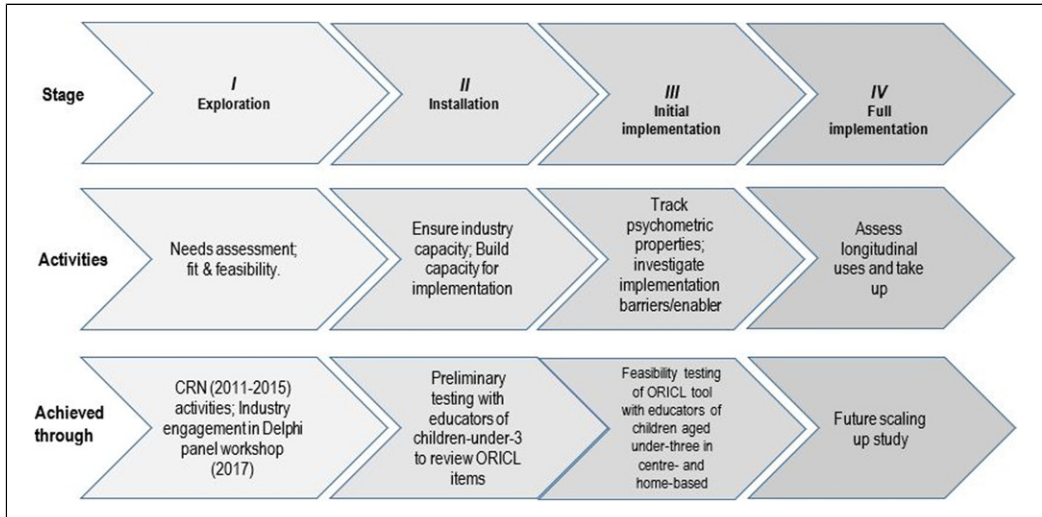 Stage
I
Exploration
II
Installation
III
Initial
implementation
IV
Full
implementation
Activities
Needs assessment;
fit & feasibility.
Ensure industry
capacity; Build
capacity for
implementation
Track
psychometric
properties;
investigate
implementation
barriers/enabler
Assess
longitudinal
uses and take
up
Achieved
through
CRN (2011-2015)
activities; Industry
engagement in Delphi
panel workshop
(2017)
Preliminary
testing with
educators of
children-under-3
to review ORICL
items
Feasibility testing
of ORICL tool
with educators of
children aged
under-three in
centre- and
home-based
Future scaling
up study